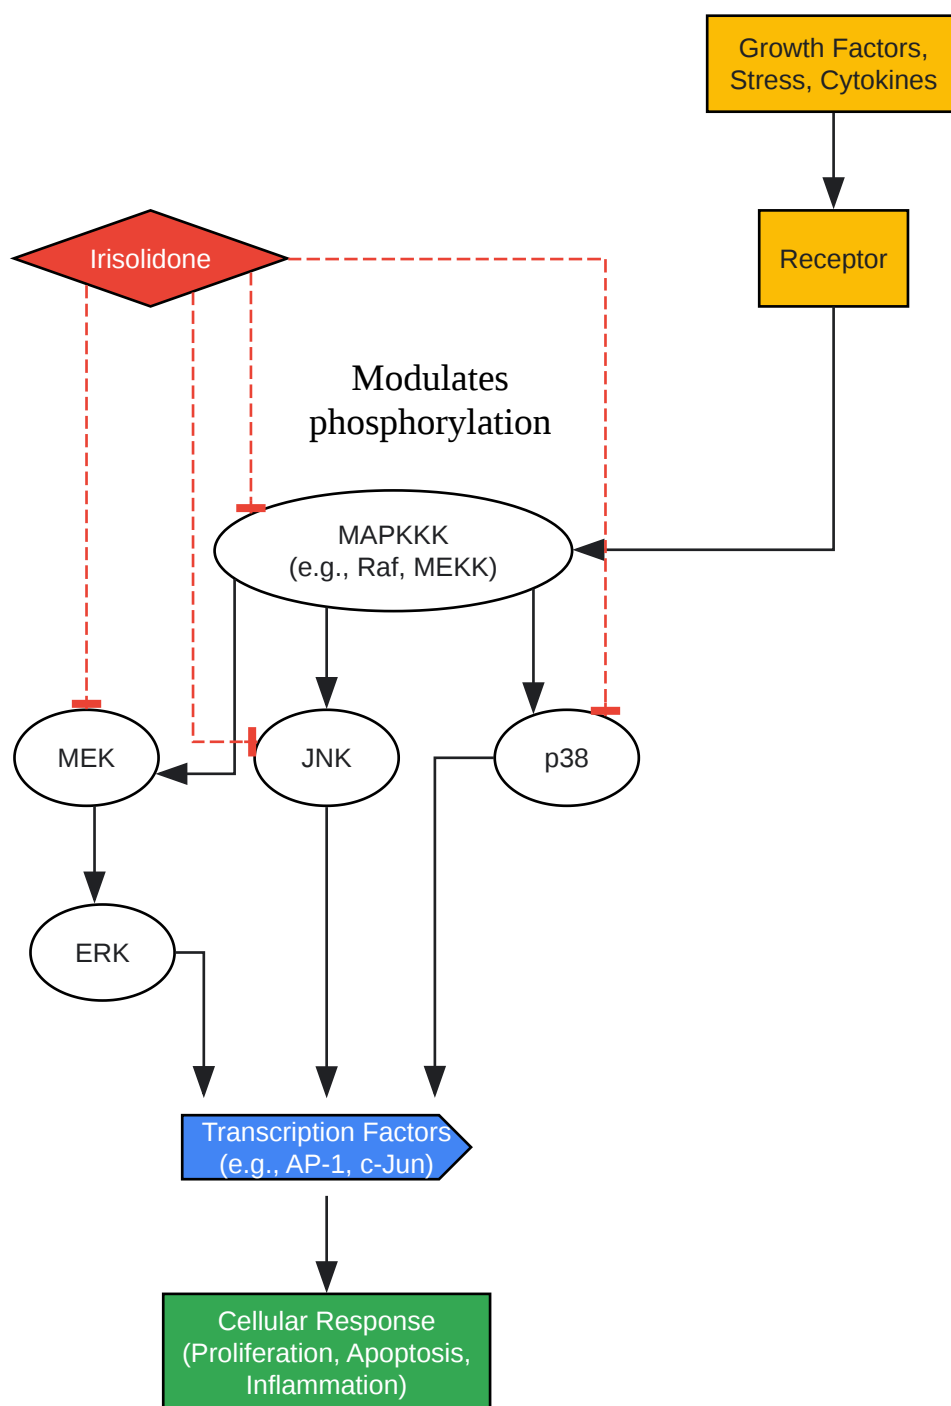 Growth Factors,
Stress, Cytokines
Irisolidone
Receptor
Modulates
phosphorylation
MAPKKK
(e.g., Raf, MEKK)
MEK
JNK
p38
ERK
Transcription Factors
(e.g., AP-1, c-Jun)
Cellular Response
(Proliferation, Apoptosis,
Inflammation)